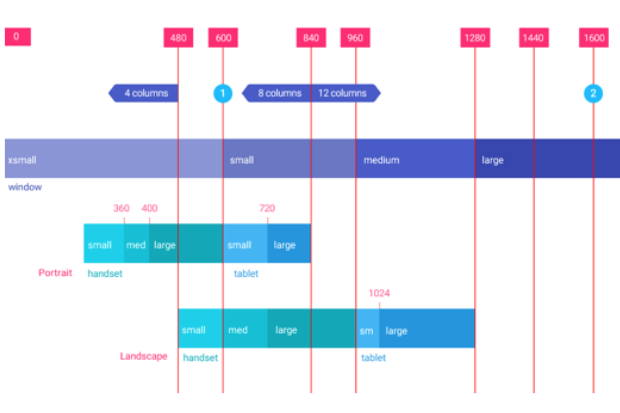 0 480 600 840 960 1280 1440 1600
4 columns 1 8 columns 12 columns 2
xsmall small medium large
window
360 400 720
small med large small large
Portrait handset tablet
1024
small med large sm large
Landscape handset tablet